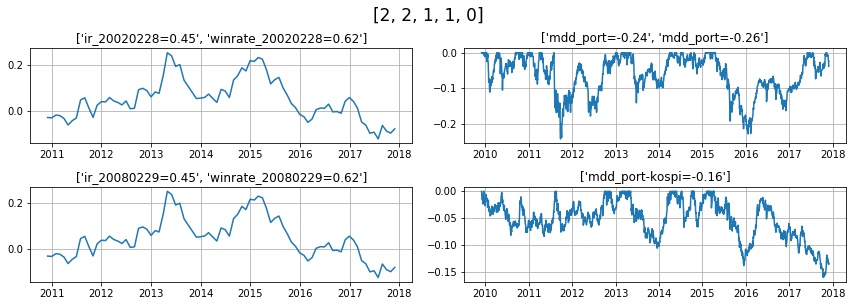 [2, 2, 1, 1, 0]
['ir_20020228=0.45', 'winrate_20020228=0.62']
0.2
0.0
2011 2012 2013 2014 2015 2016 2017 2018
['mdd_port=-0.24', 'mdd_port=-0.26']
0.0
−0.1
−0.2
2010 2011 2012 2013 2014 2015 2016 2017 2018
['ir_20080229=0.45', 'winrate_20080229=0.62']
0.2
0.0
2011 2012 2013 2014 2015 2016 2017 2018
['mdd_port-kospi=-0.16']
0.00
−0.05
−0.10
−0.15
2010 2011 2012 2013 2014 2015 2016 2017 2018